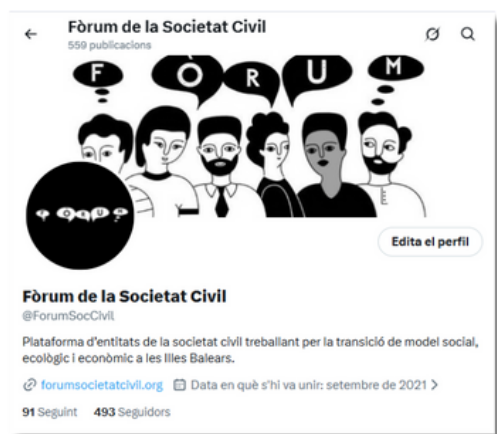 Fòrum de la Societat Civil
559 publicacions
F Ò R U M
F Ò R U M
Edita el perfil
Fòrum de la Societat Civil
@ForumSocCivil
Plataforma d'entitats de la societat civil treballant per la transició de model social,
ecològic i econòmic a les Illes Balears.
forumsocietatcivil.org Data en què s'hi va unir: setembre de 2021
91 Seguint 493 Seguidors